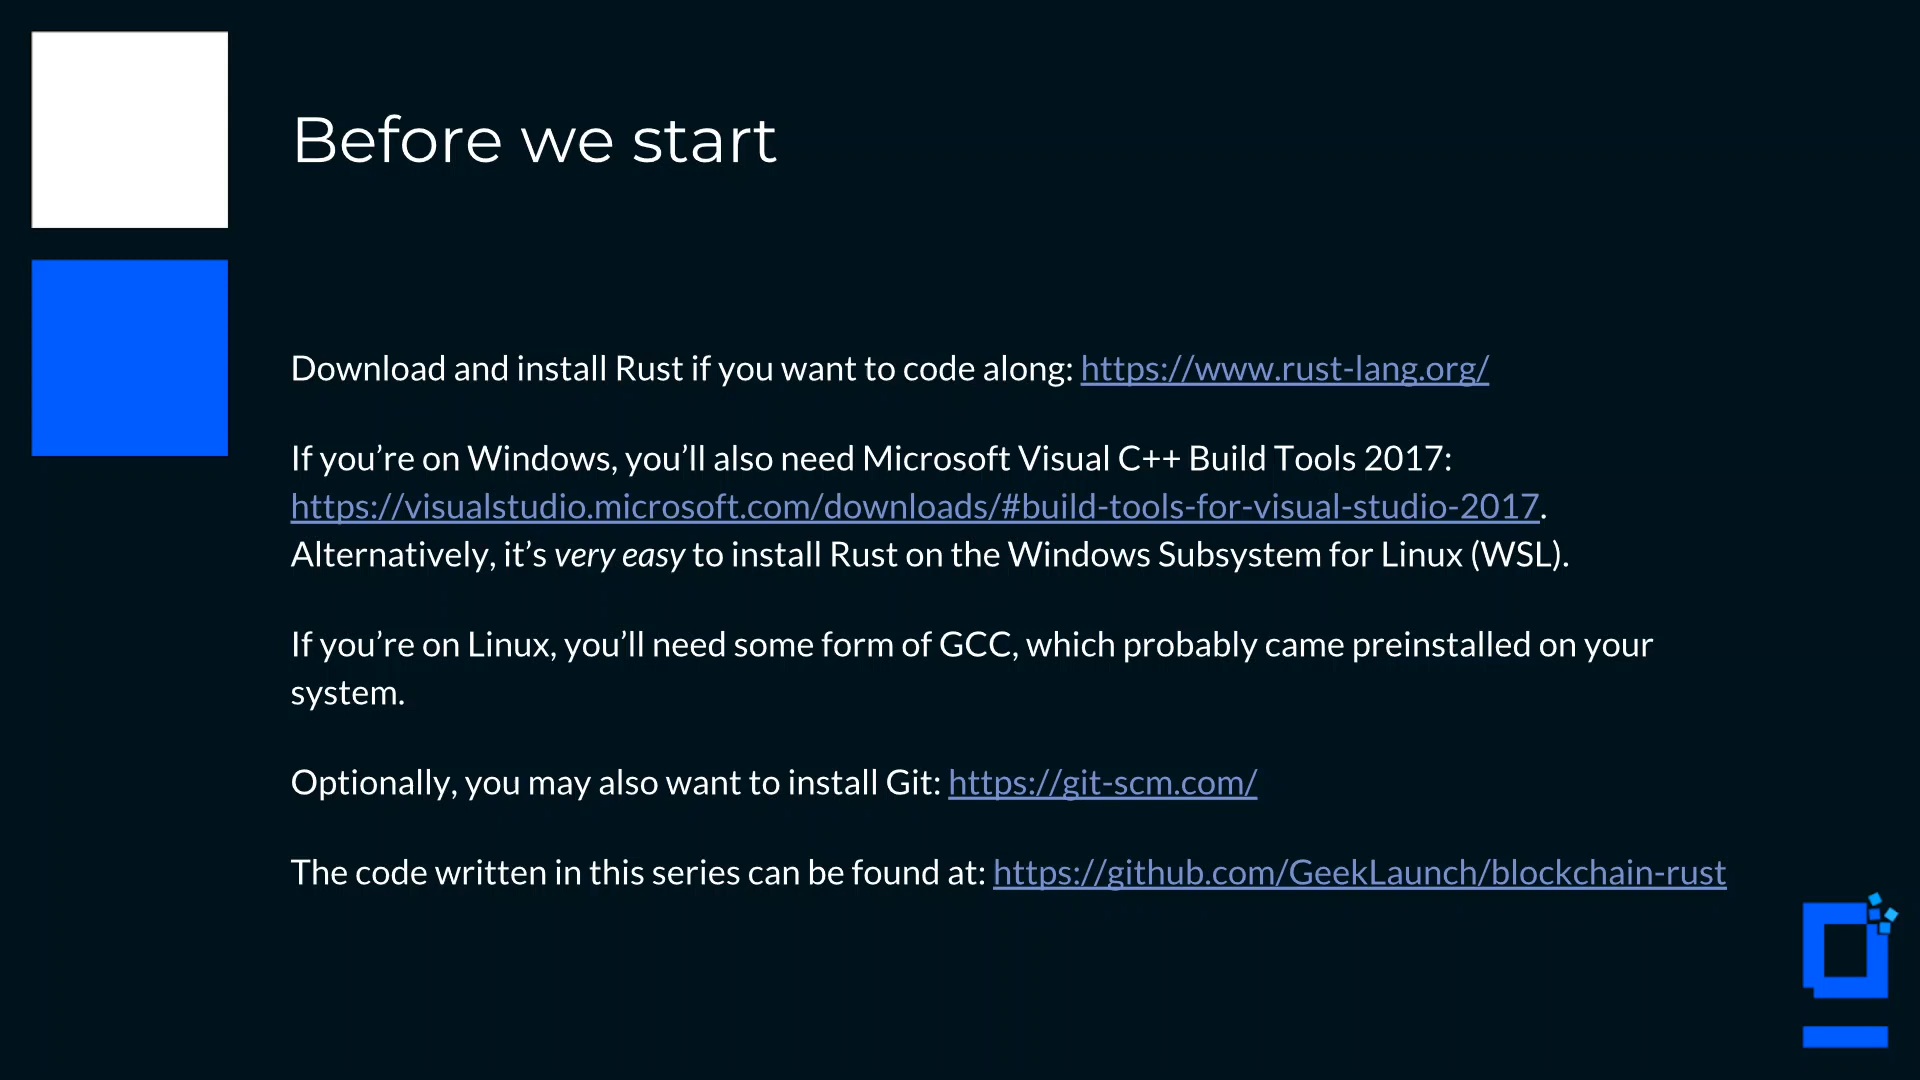 Before we start
Download and install Rust if you want to code along: https://www.rust-lang.org/
If you’re on Windows, you’ll also need Microsoft Visual C++ Build Tools 2017:
https://visualstudio.microsoft.com/downloads/#build-tools-for-visual-studio-2017.
Alternatively, it’s very easy to install Rust on the Windows Subsystem for Linux (WSL).
If you’re on Linux, you’ll need some form of GCC, which probably came preinstalled on your
system.
Optionally, you may also want to install Git: https://git-scm.com/
The code written in this series can be found at: https://github.com/GeekLaunch/blockchain-rust